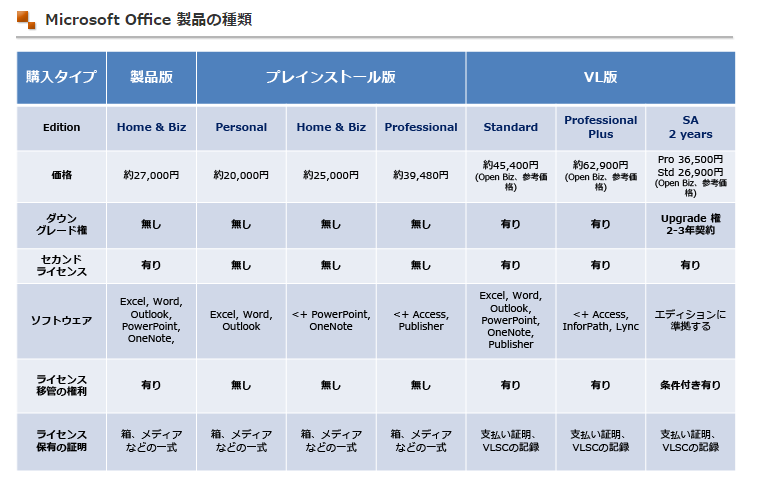 Microsoft Office 製品の種類
購入タイプ 製品版 プレインストール版 VL版
Edition Home & Biz Personal Home & Biz Professional Standard Professional Plus SA 2 years
価格 約27,000円 約20,000円 約25,000円 約39,480円 約45,400円 (Open Biz、参考価格) 約62,900円 (Open Biz、参考価格) Pro 36,500円 Std 26,900円 (Open Biz、参考価格)
ダウングレード権 無し 無し 無し 無し 有り 有り Upgrade 権 2-3年契約
セカンドライセンス 有り 無し 無し 無し 有り 有り 有り
ソフトウェア Excel, Word, Outlook, PowerPoint, OneNote, Excel, Word, Outlook <+ PowerPoint, OneNote <+ Access, Publisher Excel, Word, Outlook, PowerPoint, OneNote, Publisher <+ Access, InforPath, Lync エディションに準拠する
ライセンス移管の権利 有り 無し 無し 無し 有り 有り 条件付き有り
ライセンス保有の証明 箱、メディアなどの一式 箱、メディアなどの一式 箱、メディアなどの一式 箱、メディアなどの一式 支払い証明、VLSCの記録 支払い証明、VLSCの記録 支払い証明、VLSCの記録